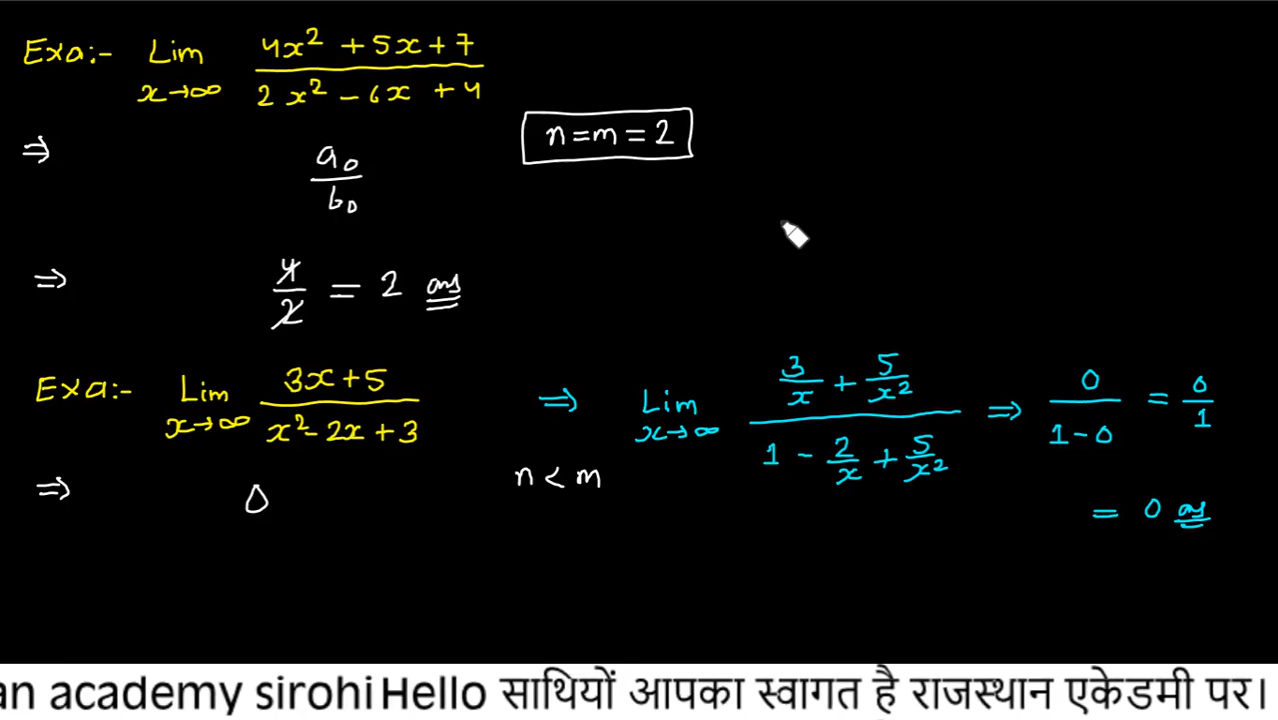 Exa:- Lim x→∞ (4x² + 5x + 7)/(2x² - 6x + 4)
n = m = 2
⇒ a₀/b₀
⇒ 4/2 = 2 ans
Exa:- Lim x→∞ (3x + 5)/(x² - 2x + 3) ⇒ Lim x→∞ (3/x + 5/x²)/(1 - 2/x + 5/x²) ⇒ 0/(1-0) = 0/1
⇒ 0 n < m
= 0 ans
an academy sirohi Hello साथियों आपका स्वागत है राजस्थान एकेडमी पर।